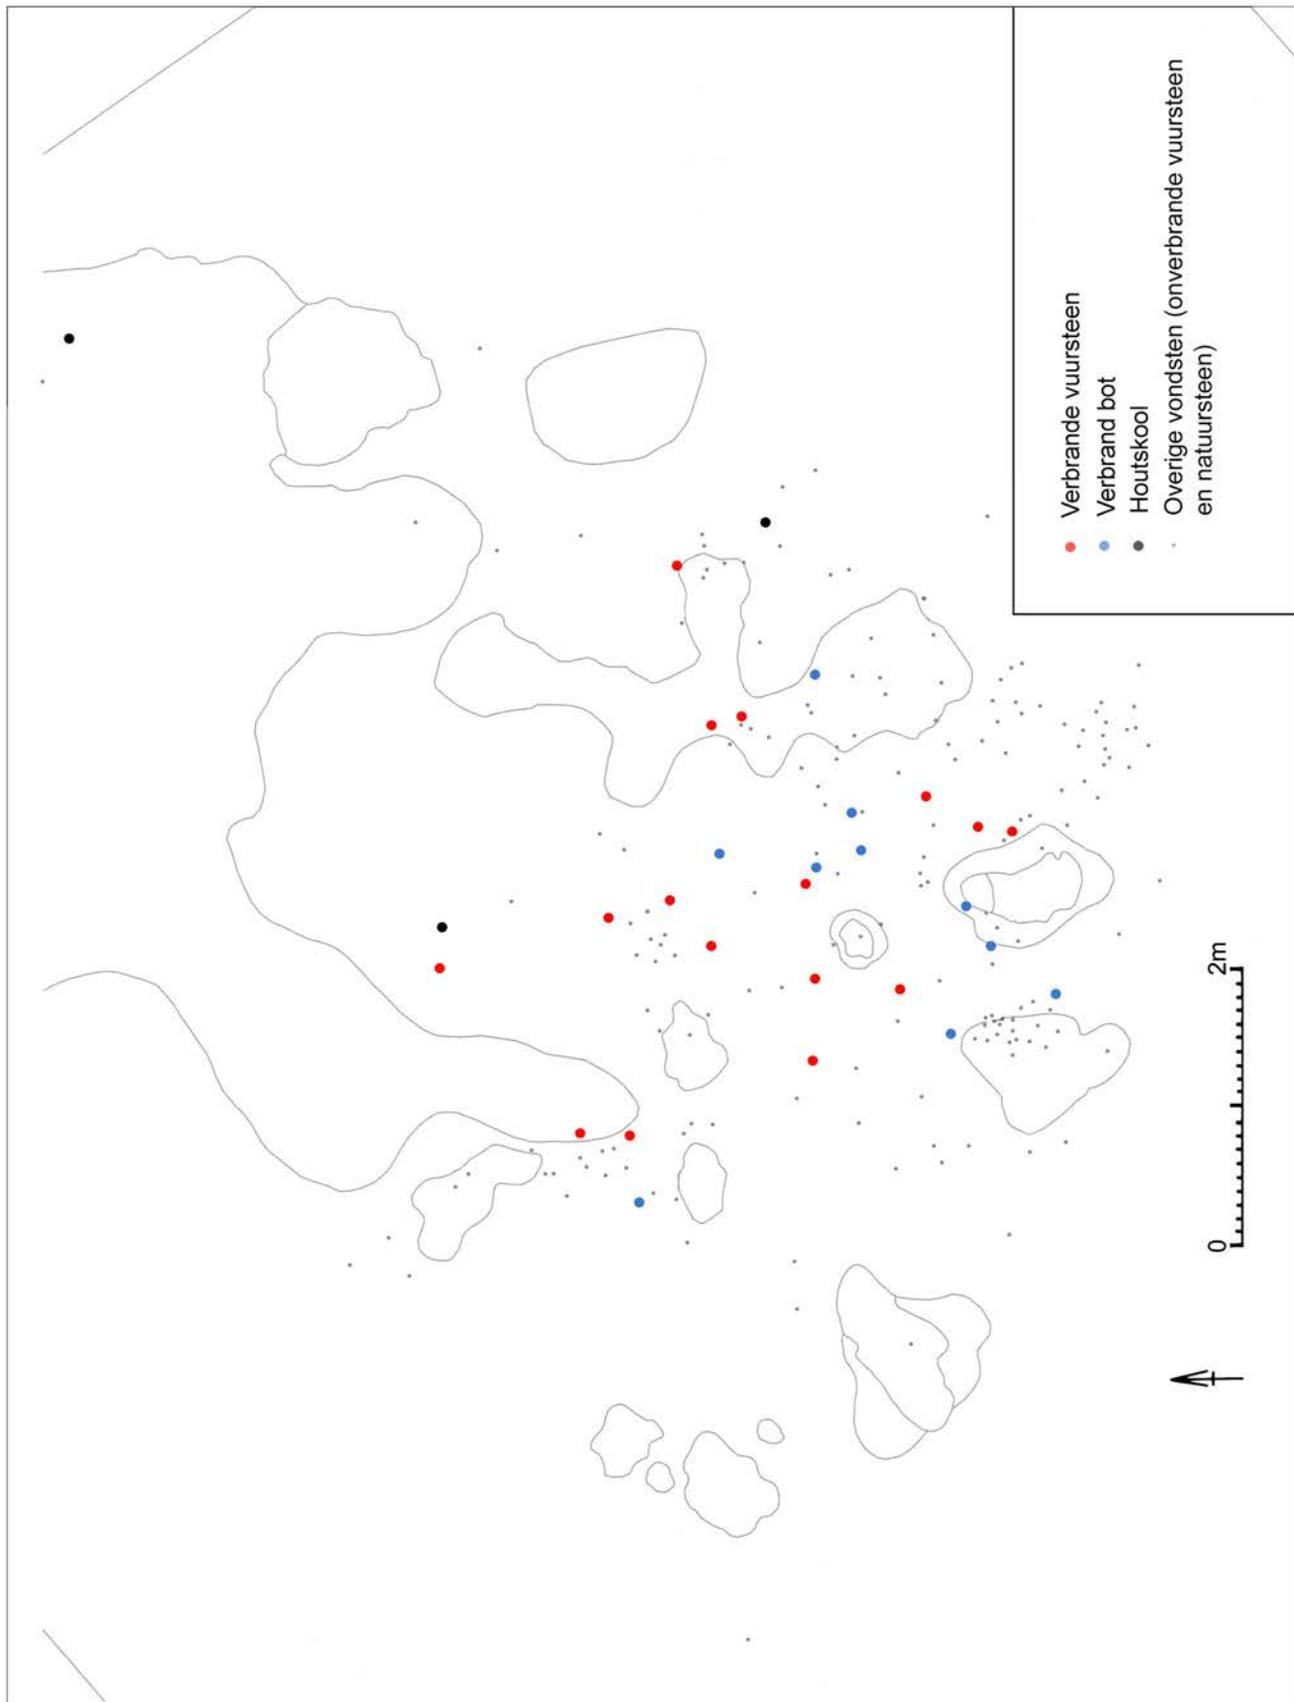 Verbrande vuursteen
Verbrand bot
Houtskool
Overige vondsten (onverbrande vuursteen
en natuursteen)
0
2m